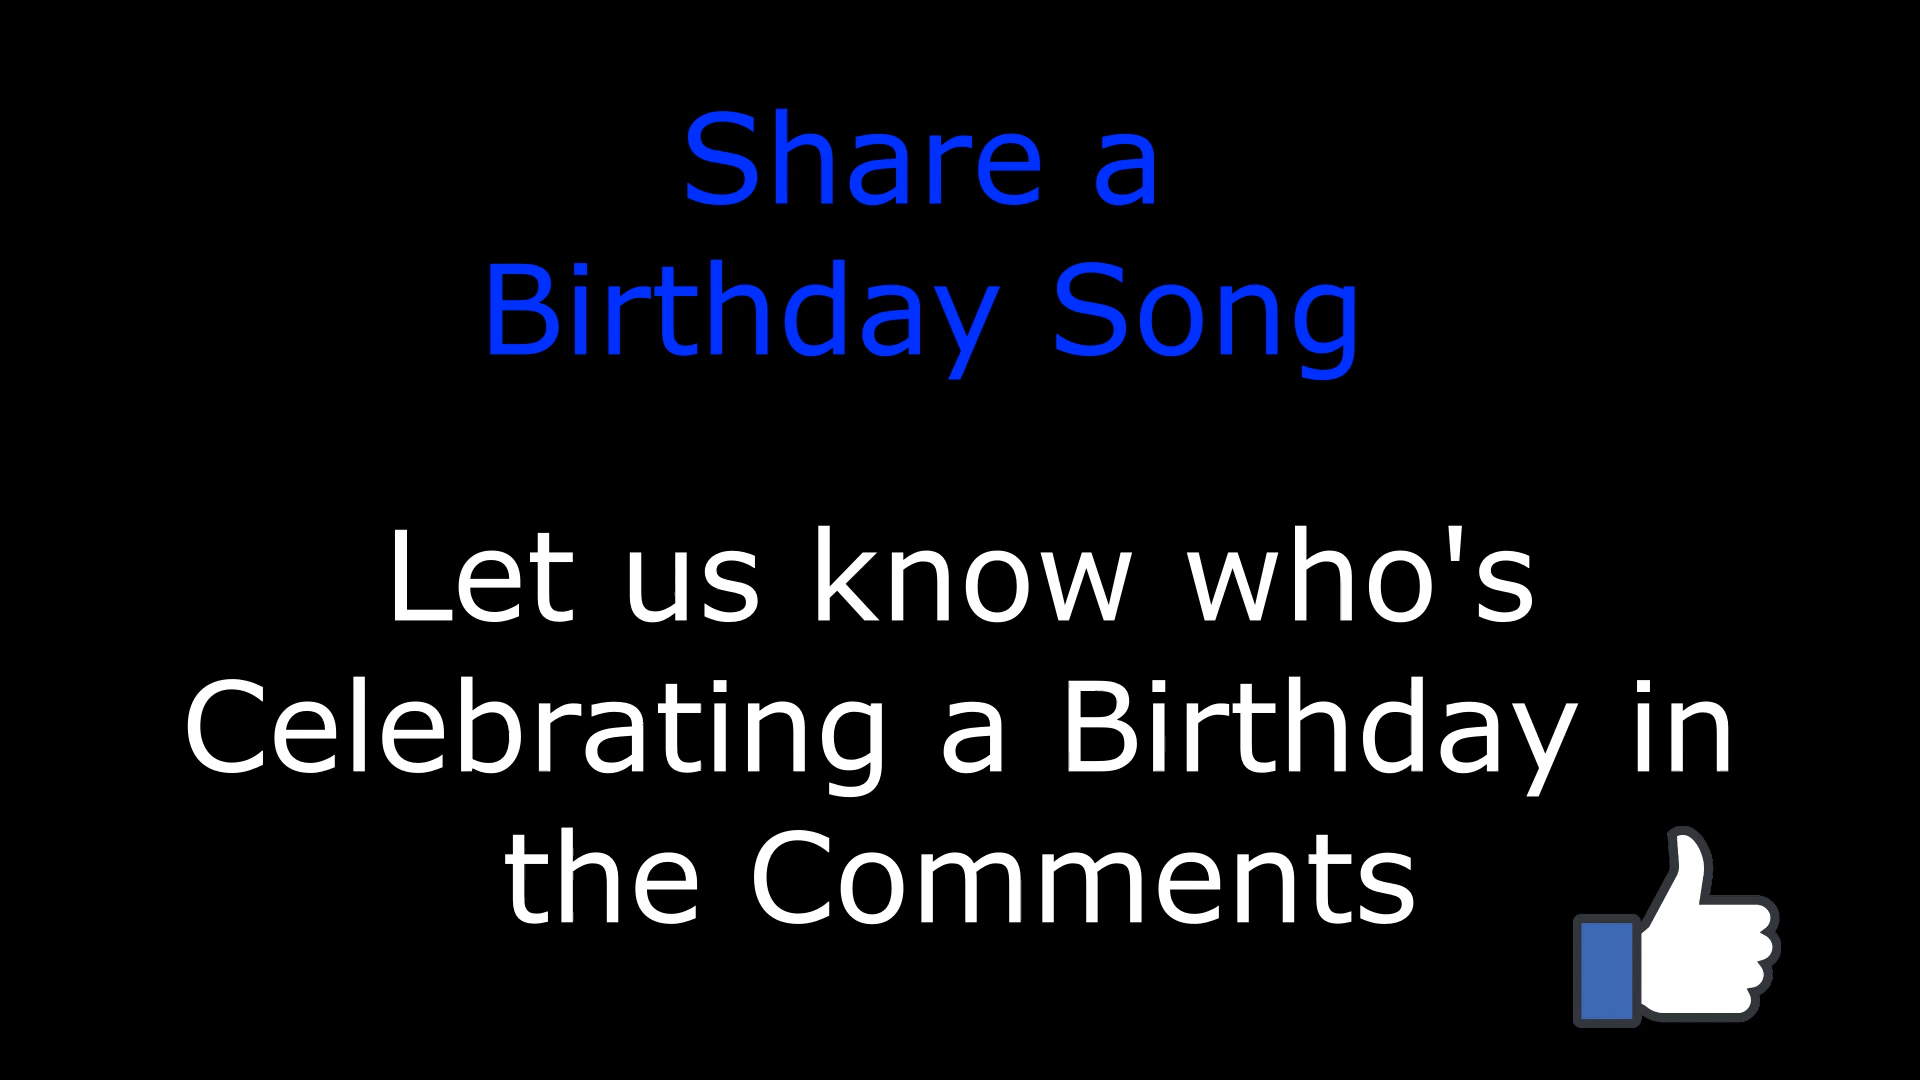 Share a
Birthday Song
Let us know who's
Celebrating a Birthday in
the Comments